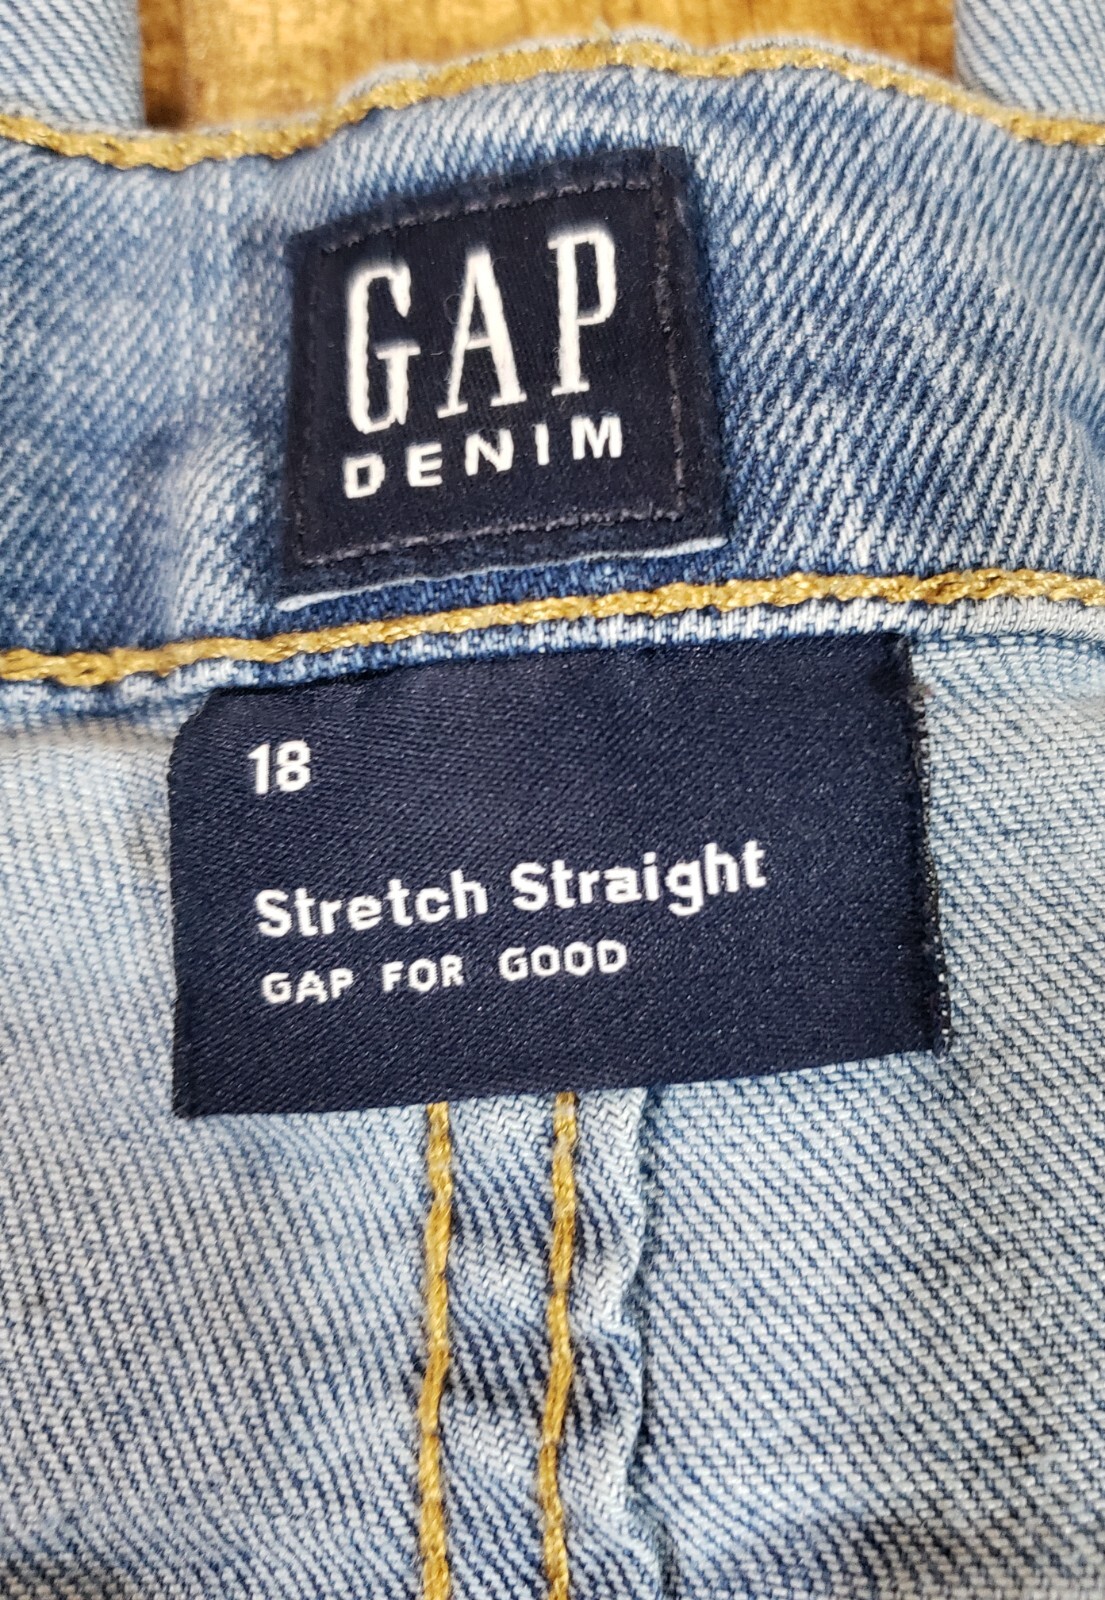 GAP
DENIM
18
Stretch Straight
GAP FOR GOOD